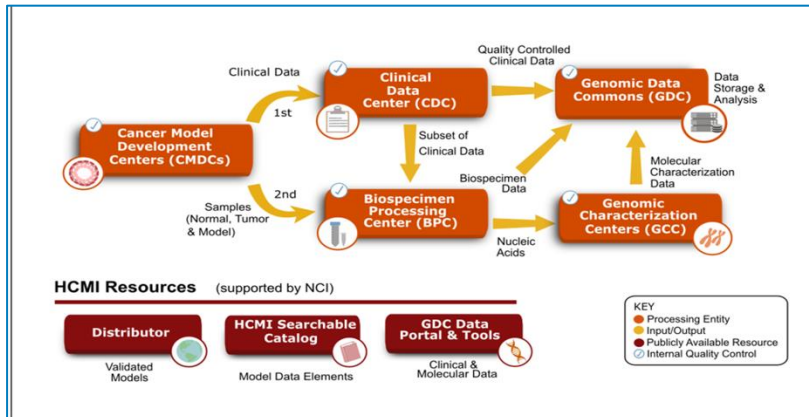 Clinical Data
1st
Cancer Model
Development
Centers (CMDCs)
2nd
Samples
(Normal, Tumor
& Model)
Clinical
Data
Center (CDC)
Quality Controlled
Clinical Data
Genomic Data
Commons (GDC)
Data
Storage &
Analysis
Subset of
Clinical Data
Biospecimen
Data
Molecular
Characterization
Data
Biospecimen
Processing
Center (BPC)
Nucleic
Acids
Genomic
Characterization
Centers (GCC)
HCMI Resources (supported by NCI)
Distributor
Validated
Models
HCMI Searchable
Catalog
Model Data Elements
GDC Data
Portal & Tools
Clinical &
Molecular Data
KEY
Processing Entity
Input/Output
Publicly Available Resource
Internal Quality Control